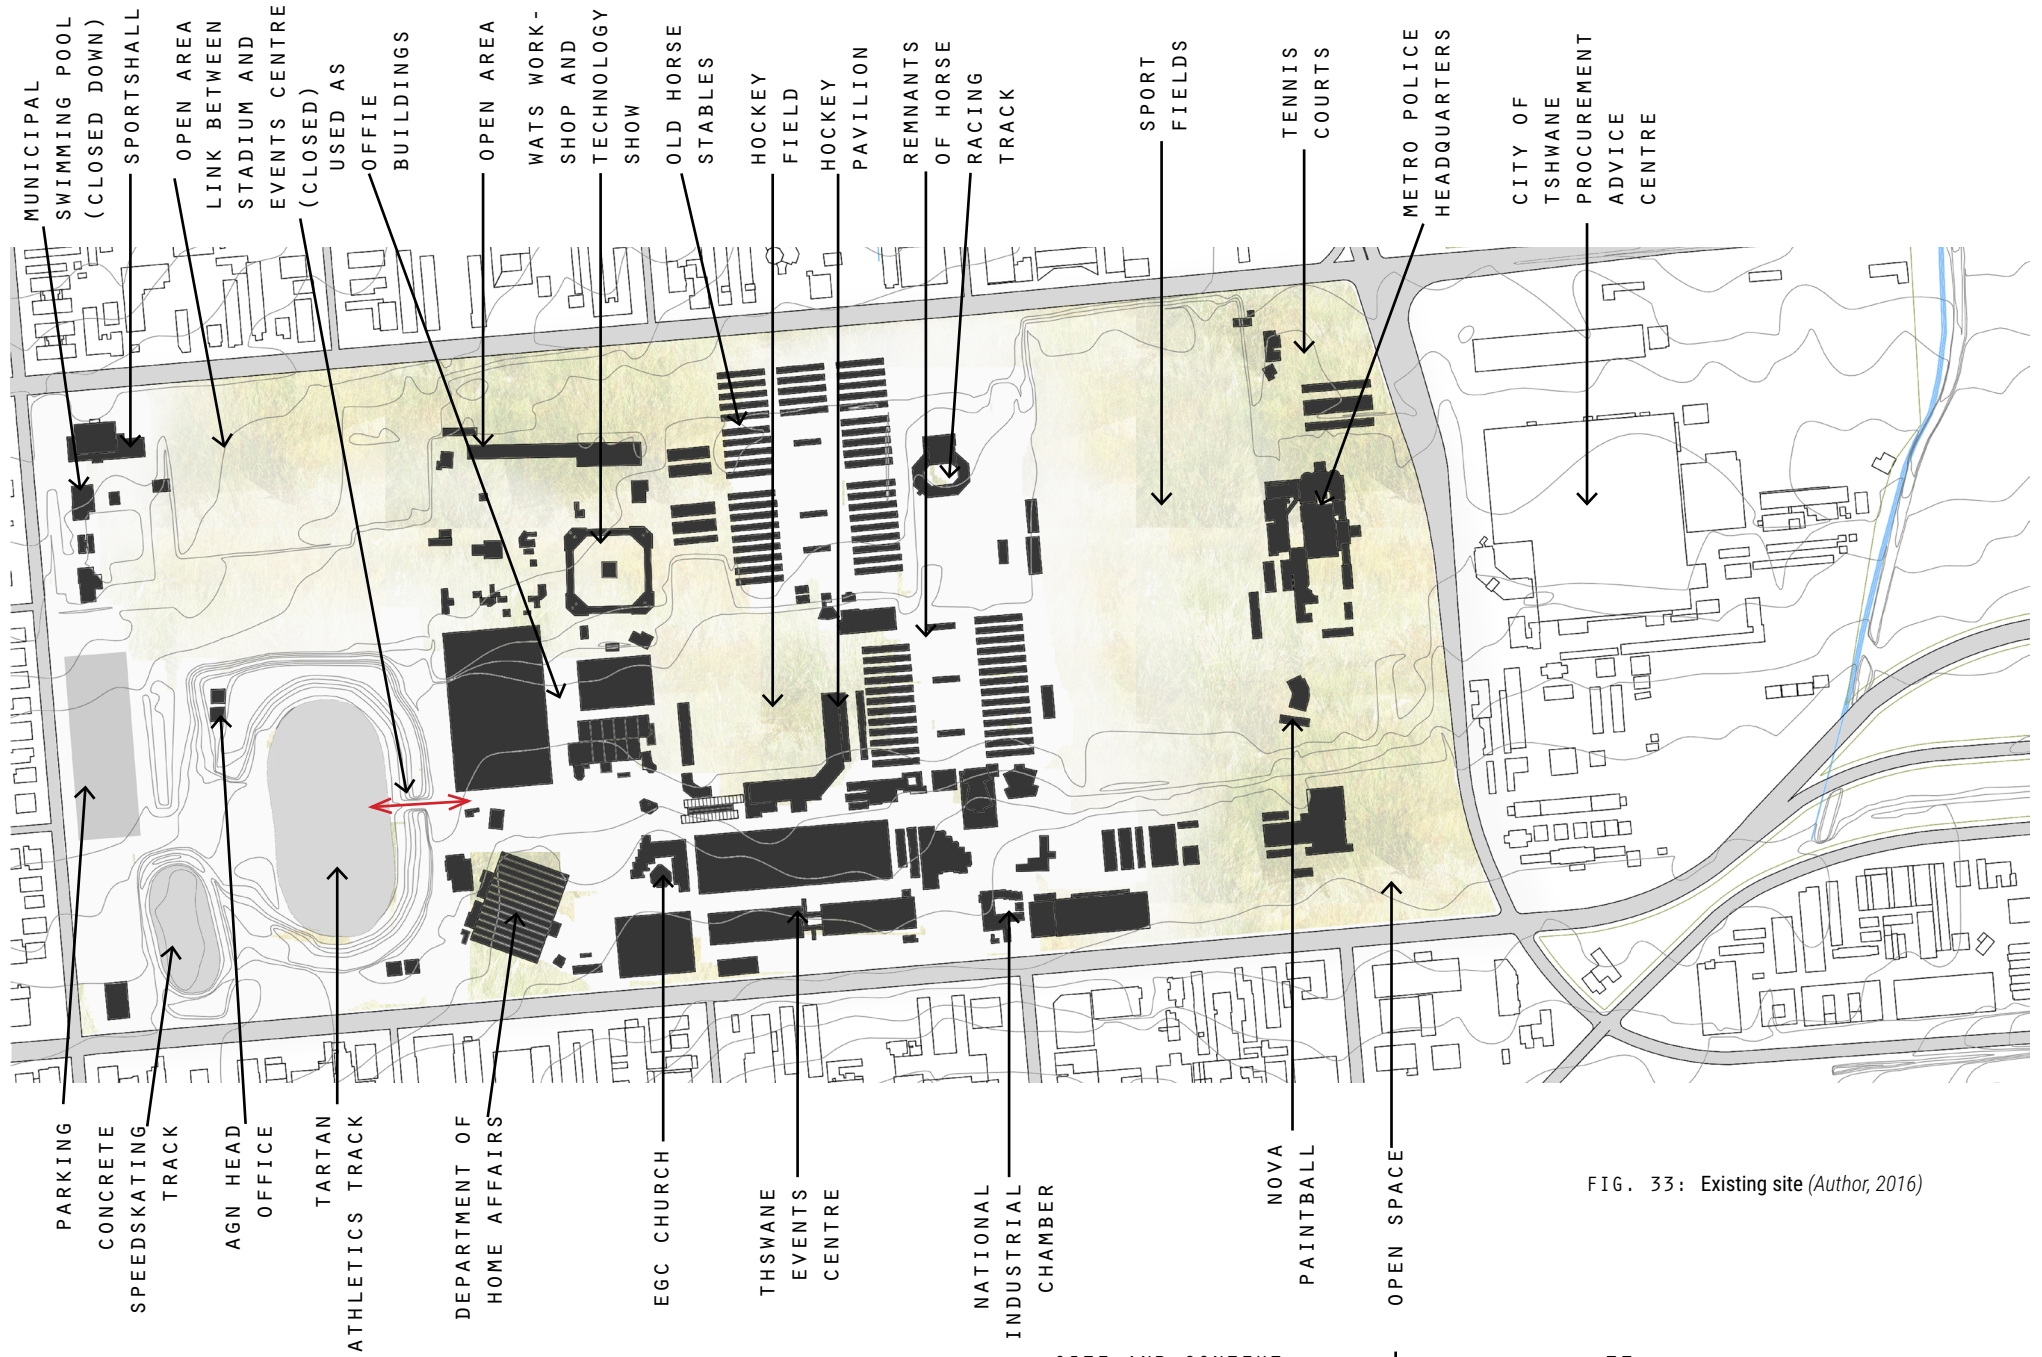 MUNICIPAL
SWIMMING POOL
(CLOSED DOWN)
SPORTSHALL
OPEN AREA
LINK BETWEEN
STADIUM AND
EVENTS CENTRE
(CLOSED)
USED AS
OFFIE
BUILDINGS
OPEN AREA
WATS WORK-
SHOP AND
TECHNOLOGY
SHOW
OLD HORSE
STABLES
HOCKEY
FIELD
HOCKEY
PAVILION
REMNANTS
OF HORSE
RACING
TRACK
SPORT
FIELDS
TENNIS
COURTS
METRO POLICE
HEADQUARTERS
CITY OF
TSHWANE
PROCUREMENT
ADVICE
CENTRE
PARKING
CONCRETE
SPEEDSKATING
TRACK
AGN HEAD
OFFICE
TARTAN
ATHLETICS TRACK
DEPARTMENT OF
HOME AFFAIRS
EGC CHURCH
THSWANE
EVENTS
CENTRE
NATIONAL
INDUSTRIAL
CHAMBER
NOVA
PAINTBALL
OPEN SPACE
FIG. 33: Existing site (Author, 2016)